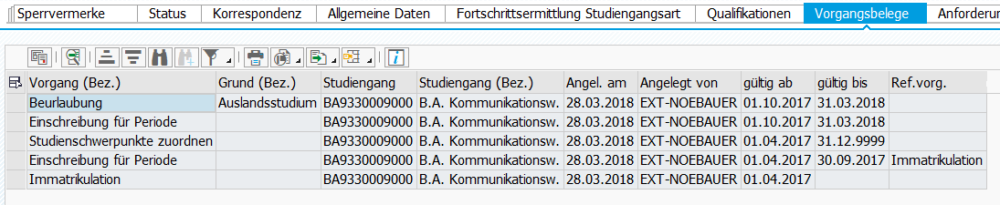 Sperrvermerke Status Korrespondenz Allgemeine Daten Fortschrittsermittlung Studiengangsart Qualifikationen Vorgangsbelege Anforderun
Vorgang (Bez.) Grund (Bez.) Studiengang Studiengang (Bez.) Angel. am Angelegt von gültig ab gültig bis Ref.vorg.
Beurlaubung Auslandsstudium BA9330009000 B.A. Kommunikationsw. 28.03.2018 EXT-NOEBAUER 01.10.2017 31.03.2018
Einschreibung für Periode BA9330009000 B.A. Kommunikationsw. 28.03.2018 EXT-NOEBAUER 01.10.2017 31.03.2018
Studienschwerpunkte zuordnen BA9330009000 B.A. Kommunikationsw. 28.03.2018 EXT-NOEBAUER 01.04.2017 31.12.9999
Einschreibung für Periode BA9330009000 B.A. Kommunikationsw. 28.03.2018 EXT-NOEBAUER 01.04.2017 30.09.2017 Immatrikulation
Immatrikulation BA9330009000 B.A. Kommunikationsw. 28.03.2018 EXT-NOEBAUER 01.04.2017